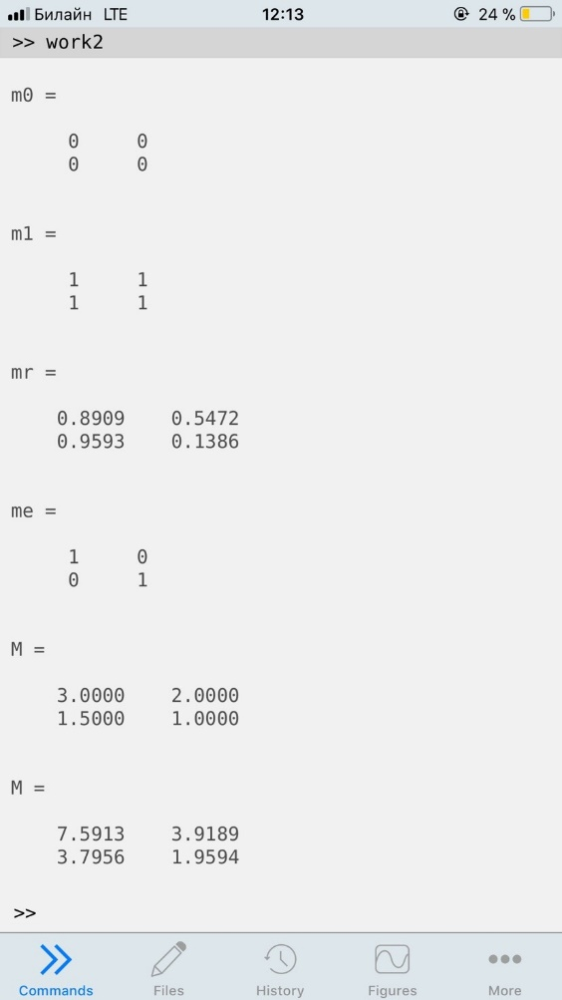 Билайн LTE 12:13 24 %
>> work2
m0 =
0 0
0 0
m1 =
1 1
1 1
mr =
0.8909 0.5472
0.9593 0.1386
me =
1 0
0 1
M =
3.0000 2.0000
1.5000 1.0000
M =
7.5913 3.9189
3.7956 1.9594
>>
Commands Files History Figures More